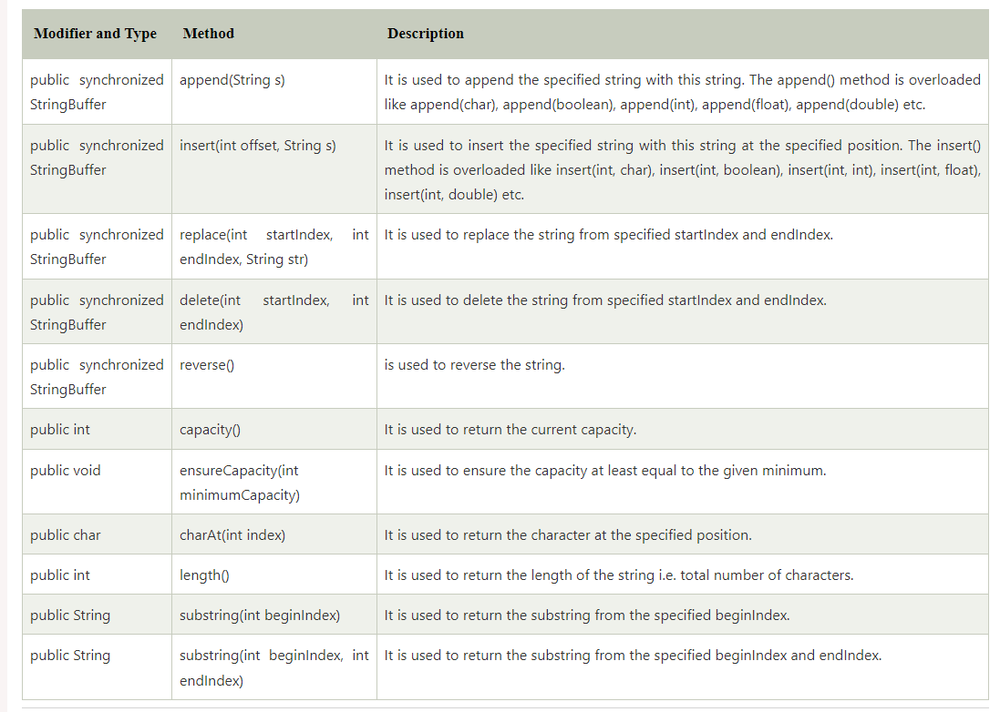 Modifier and Type Method Description
public synchronized StringBuffer append(String s) It is used to append the specified string with this string. The append() method is overloaded
like append(char), append(boolean), append(int), append(float), append(double) etc.
public synchronized StringBuffer insert(int offset, String s) It is used to insert the specified string with this string at the specified position. The insert()
method is overloaded like insert(int, char), insert(int, boolean), insert(int, int), insert(int, float),
insert(int, double) etc.
public synchronized StringBuffer replace(int startIndex, int endIndex, String str) It is used to replace the string from specified startIndex and endIndex.
public synchronized StringBuffer delete(int startIndex, int endIndex) It is used to delete the string from specified startIndex and endIndex.
public synchronized StringBuffer reverse() is used to reverse the string.
public int capacity() It is used to return the current capacity.
public void ensureCapacity(int minimumCapacity) It is used to ensure the capacity at least equal to the given minimum.
public char charAt(int index) It is used to return the character at the specified position.
public int length() It is used to return the length of the string i.e. total number of characters.
public String substring(int beginIndex) It is used to return the substring from the specified beginIndex.
public String substring(int beginIndex, int endIndex) It is used to return the substring from the specified beginIndex and endIndex.